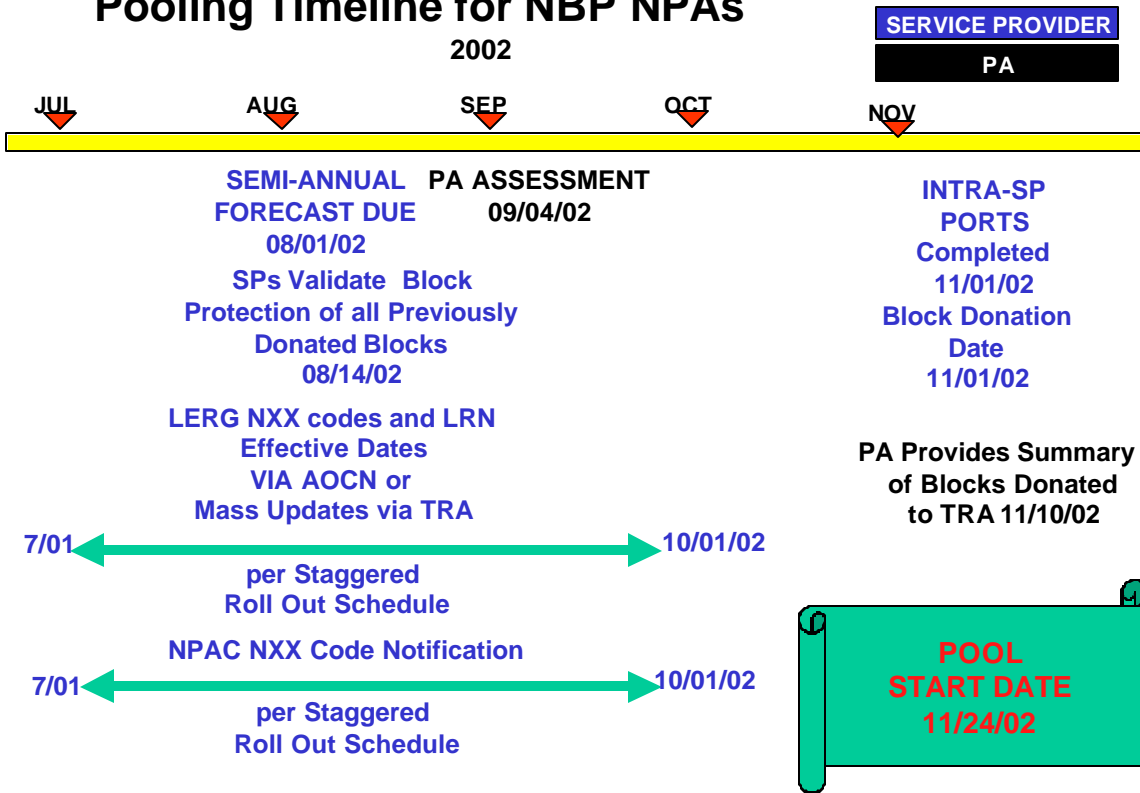 Pooling Timeline for NBP NPAs
2002
SERVICE PROVIDER
PA
JUL
AUG
SEP
OCT
NOV
SEMI-ANNUAL
FORECAST DUE
08/01/02
PA ASSESSMENT
09/04/02
SPs Validate Block
Protection of all Previously
Donated Blocks
08/14/02
LERG NXX codes and LRN
Effective Dates
VIA AOCN or
Mass Updates via TRA
7/01
10/01/02
per Staggered
Roll Out Schedule
NPAC NXX Code Notification
7/01
10/01/02
per Staggered
Roll Out Schedule
INTRA-SP
PORTS
Completed
11/01/02
Block Donation
Date
11/01/02
PA Provides Summary
of Blocks Donated
to TRA 11/10/02
POOL
START DATE
11/24/02